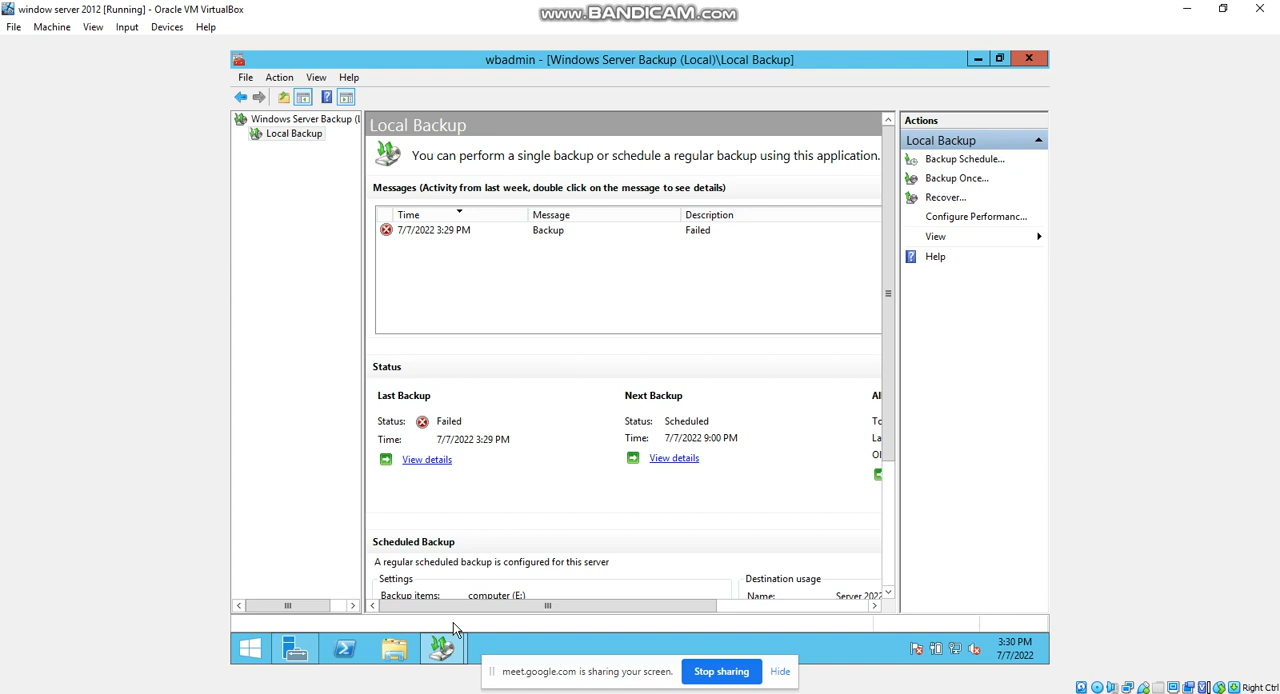 window server 2012 [Running] - Oracle VM VirtualBox
www.BANDICAM.com
File Machine View Input Devices Help
wbadmin - [Windows Server Backup (Local)\Local Backup]
File Action View Help
Windows Server Backup (L
Local Backup
Local Backup
You can perform a single backup or schedule a regular backup using this application.
Messages (Activity from last week, double click on the message to see details)
Time Message Description
7/7/2022 3:29 PM Backup Failed
Status
Last Backup Next Backup Al
Status: Failed Status: Scheduled To
Time: 7/7/2022 3:29 PM Time: 7/7/2022 9:00 PM La
View details View details Ol
Scheduled Backup
A regular scheduled backup is configured for this server
Settings Destination usage
Backup items: computer (E:) Name: Server 2022
Actions
Local Backup
Backup Schedule...
Backup Once...
Recover...
Configure Performanc...
View
Help
3:30 PM
7/7/2022
meet.google.com is sharing your screen. Stop sharing Hide
Right Ctrl